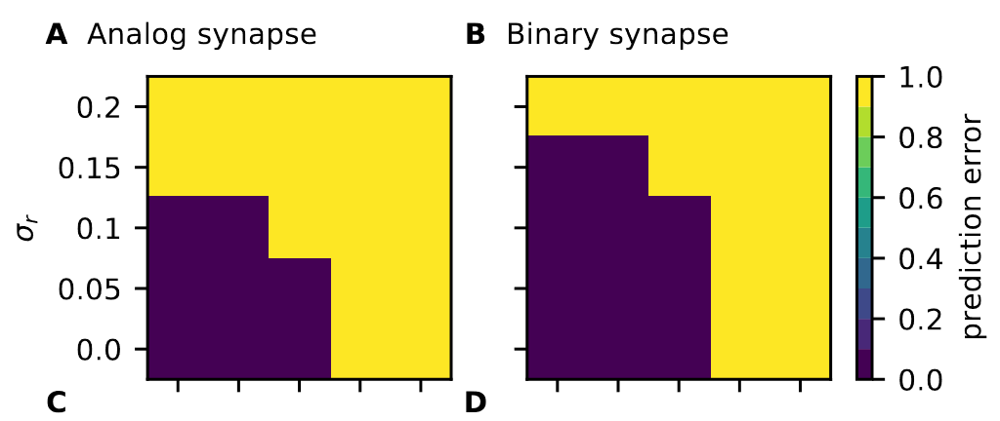 A Analog synapse
B Binary synapse
0.2
0.15
0.1
0.05
0.0
σr
1.0
0.8
0.6
0.4
0.2
0.0
prediction error
C
D